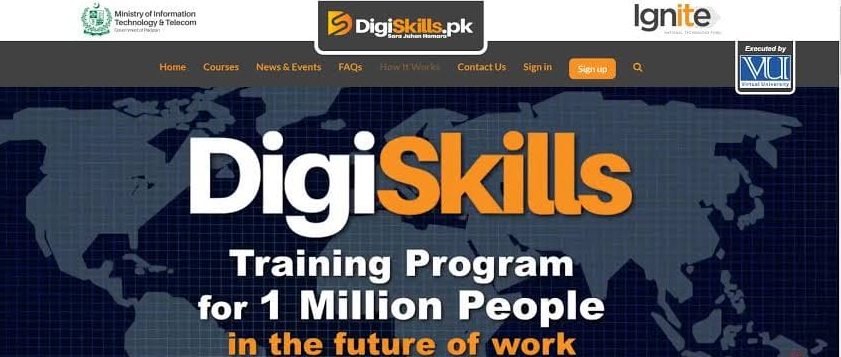 Ministry of Information
Technology & Telecom
Government of Pakistan
DigiSkills.pk
Sara Jahan Hamara
Ignite
NATIONAL TECHNOLOGY FUND
Home Courses News & Events FAQs How It Works Contact Us Sign in Sign up
Executed by
VU
Virtual University
DigiSkills
Training Program
for 1 Million People
in the future of work